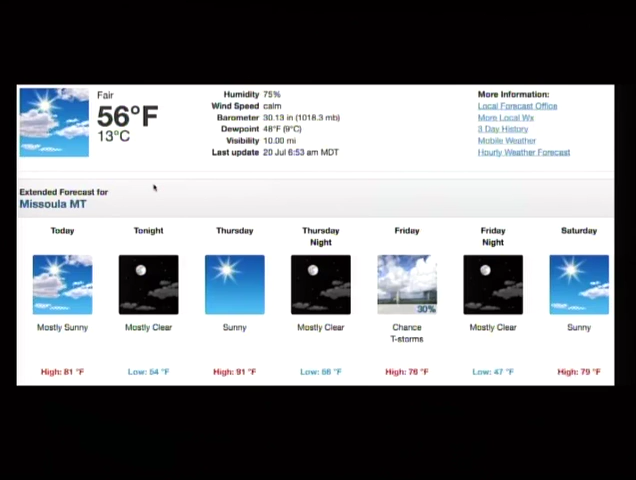 Fair
56°F
13°C
Humidity 75%
Wind Speed calm
Barometer 30.13 in (1018.3 mb)
Dewpoint 48°F (9°C)
Visibility 10.00 mi
Last update 20 Jul 6:53 am MDT
More Information:
Local Forecast Office
More Local Wx
3 Day History
Mobile Weather
Hourly Weather Forecast
Extended Forecast for
Missoula MT
Today
Tonight
Thursday
Thursday Night
Friday
Friday Night
Saturday
30%
Mostly Sunny
Mostly Clear
Sunny
Mostly Clear
Chance T-storms
Mostly Clear
Sunny
High: 81 °F
Low: 54 °F
High: 91 °F
Low: 56 °F
High: 76 °F
Low: 47 °F
High: 79 °F